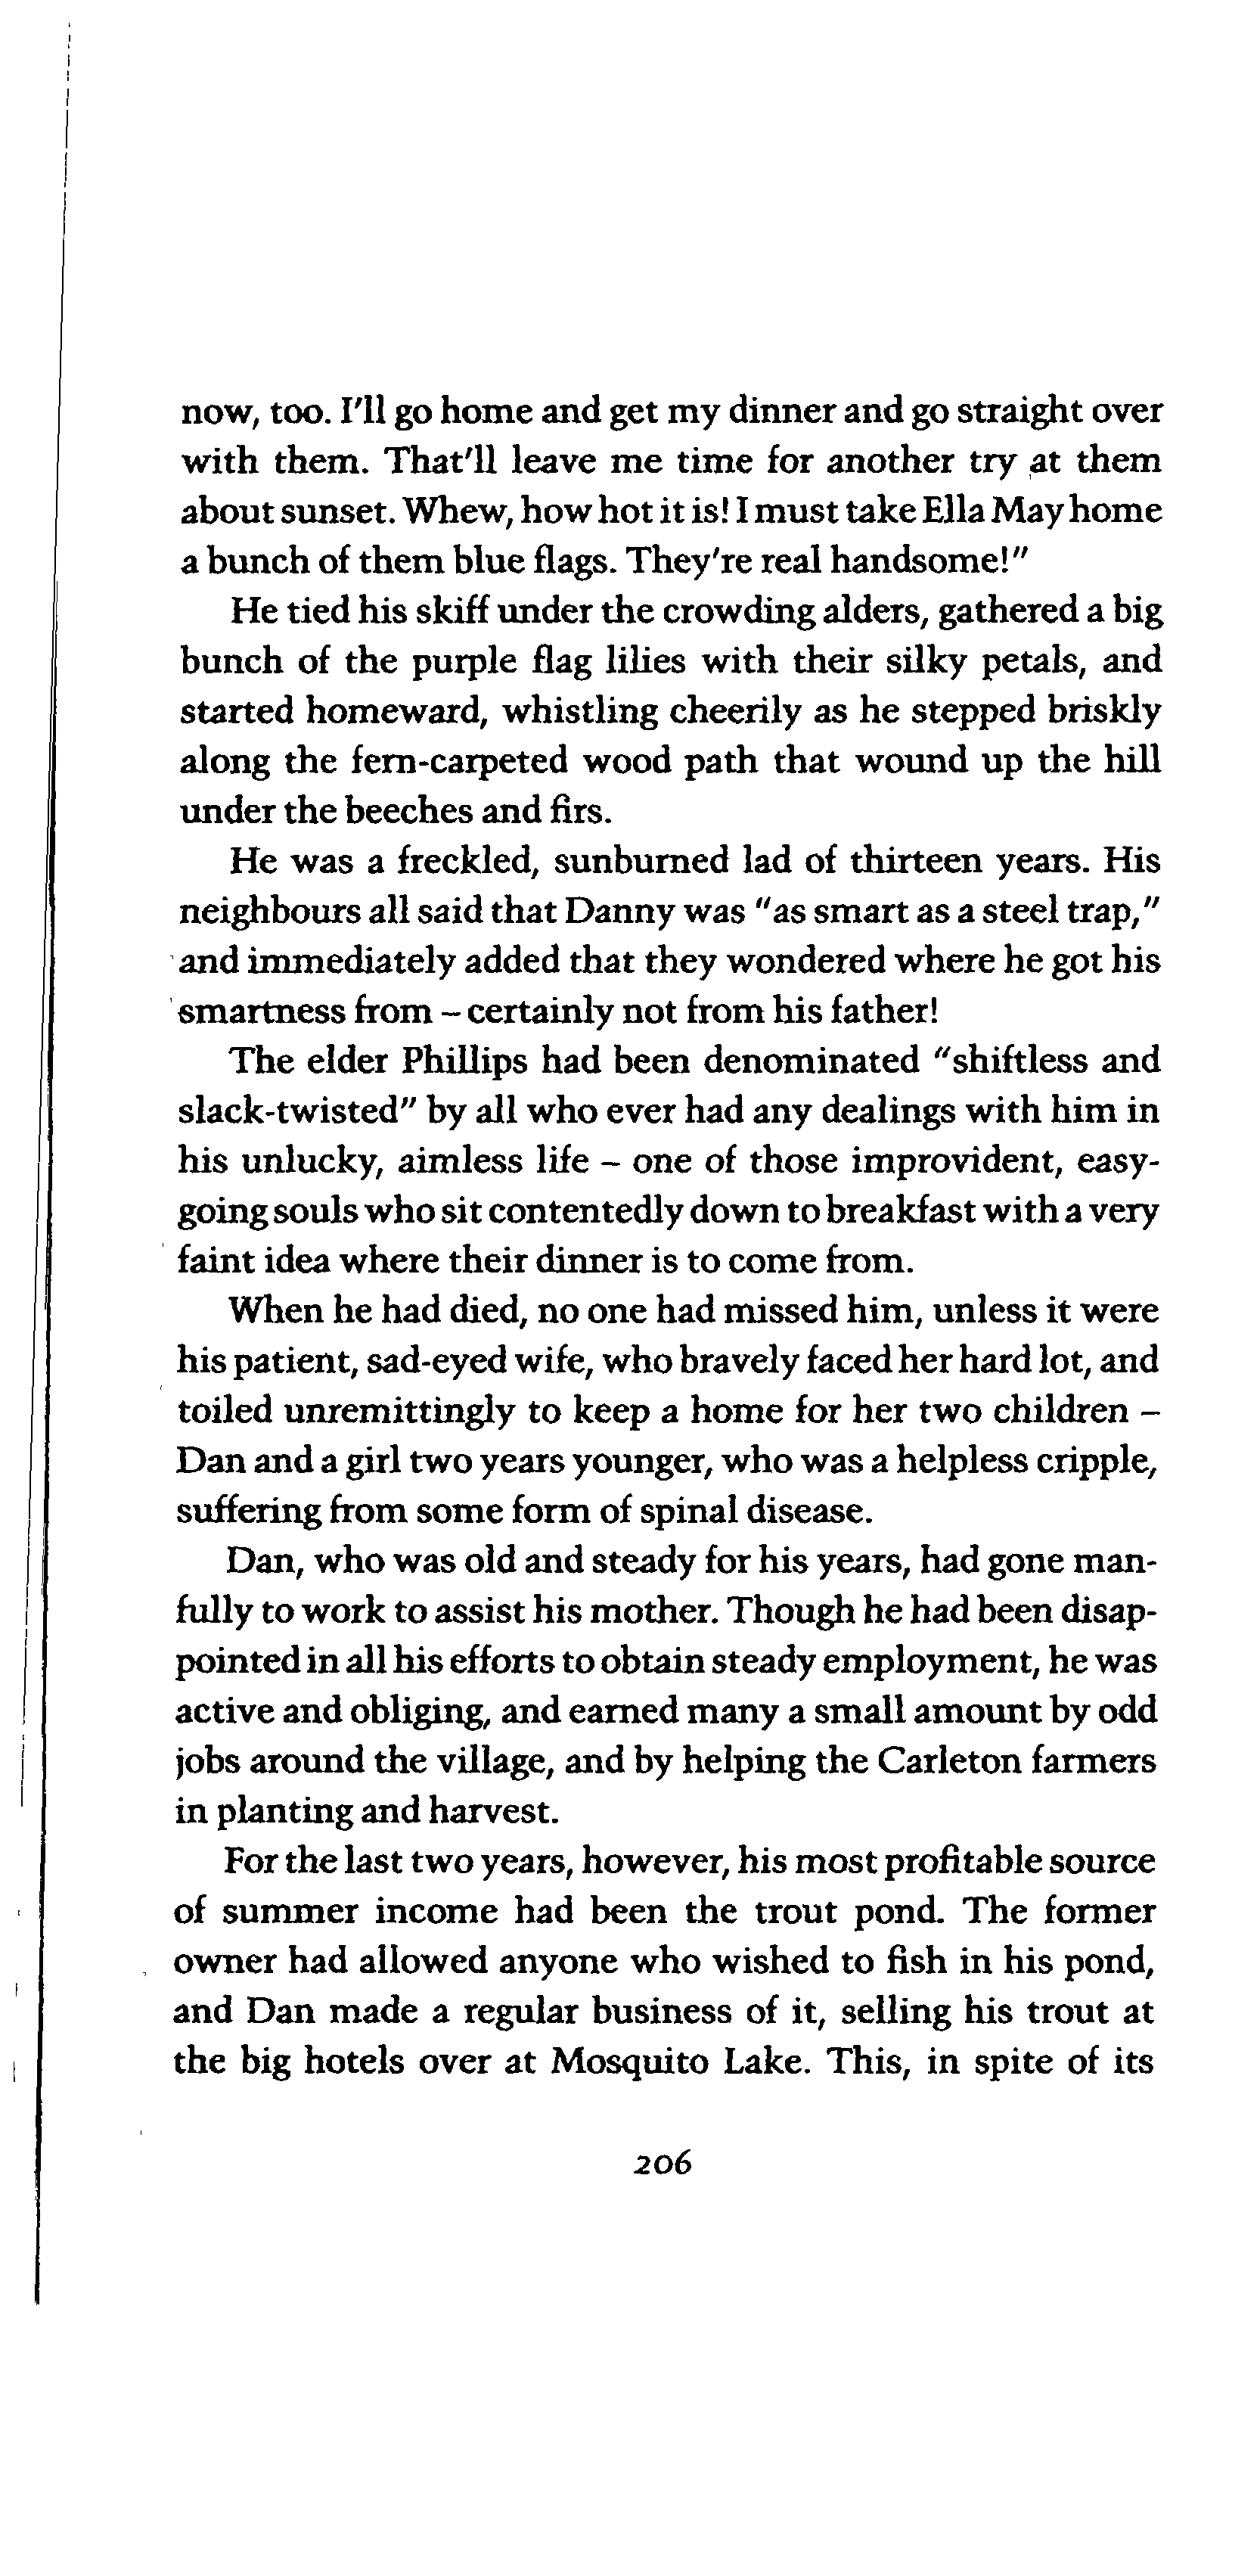 now, too. I'll go home and get my dinner and go straight over
with them. That'll leave me time for another try at them
about sunset. Whew, how hot it is! I must take Ella May home
a bunch of them blue flags. They're real handsome!"
He tied his skiff under the crowding alders, gathered a big
bunch of the purple flag lilies with their silky petals, and
started homeward, whistling cheerily as he stepped briskly
along the fern-carpeted wood path that wound up the hill
under the beeches and firs.
He was a freckled, sunburned lad of thirteen years. His
neighbours all said that Danny was "as smart as a steel trap,"
and immediately added that they wondered where he got his
smartness from – certainly not from his father!
The elder Phillips had been denominated "shiftless and
slack-twisted" by all who ever had any dealings with him in
his unlucky, aimless life – one of those improvident, easy-
going souls who sit contentedly down to breakfast with a very
faint idea where their dinner is to come from.
When he had died, no one had missed him, unless it were
his patient, sad-eyed wife, who bravely faced her hard lot, and
toiled unremittingly to keep a home for her two children –
Dan and a girl two years younger, who was a helpless cripple,
suffering from some form of spinal disease.
Dan, who was old and steady for his years, had gone man-
fully to work to assist his mother. Though he had been disap-
pointed in all his efforts to obtain steady employment, he was
active and obliging, and earned many a small amount by odd
jobs around the village, and by helping the Carleton farmers
in planting and harvest.
For the last two years, however, his most profitable source
of summer income had been the trout pond. The former
owner had allowed anyone who wished to fish in his pond,
and Dan made a regular business of it, selling his trout at
the big hotels over at Mosquito Lake. This, in spite of its
206